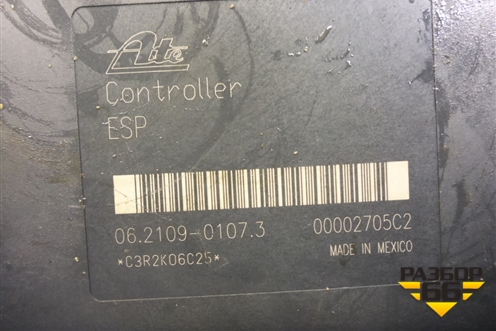 Ate
Controller
ESP
06.2109-0107.3 00002705C2
*C3R2K06C25* MADE IN MEXICO
РАЗБОР
66